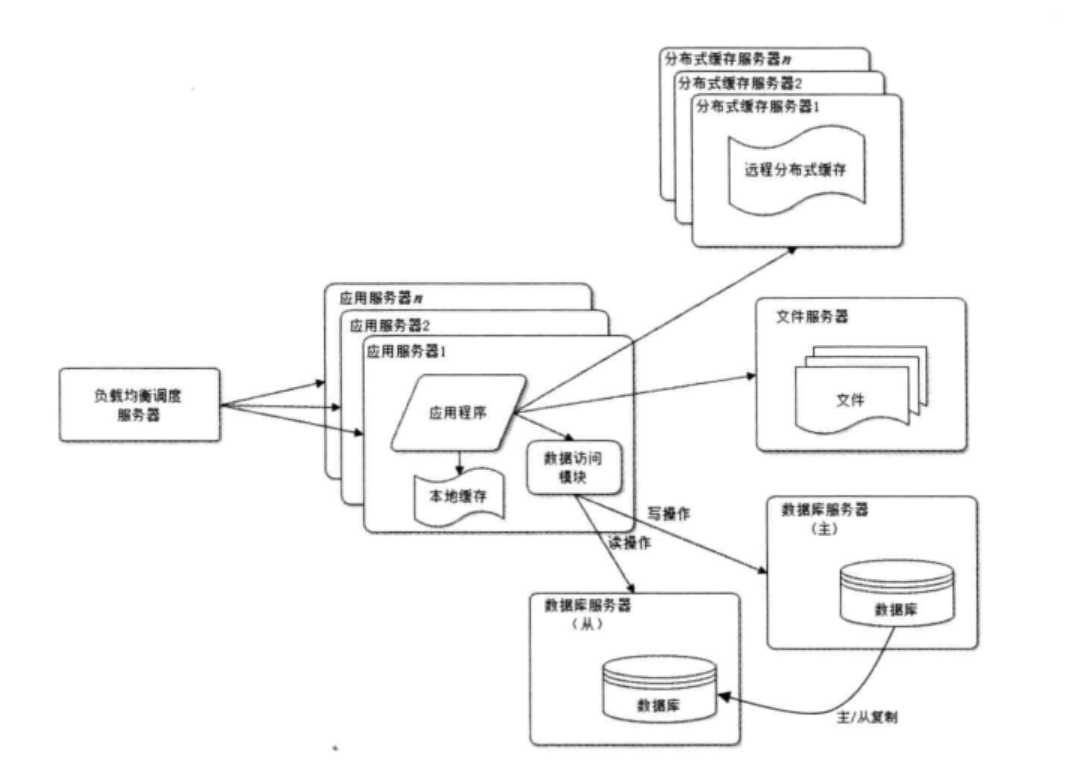 分布式缓存服务器n
分布式缓存服务器2
分布式缓存服务器1
远程分布式缓存
应用服务器n
应用服务器2
应用服务器1
文件服务器
负载均衡调度
服务器
应用程序
文件
数据访问
模块
本地缓存
写操作
读操作
数据库服务器
（主）
数据库
数据库服务器
（从）
数据库
主/从复制